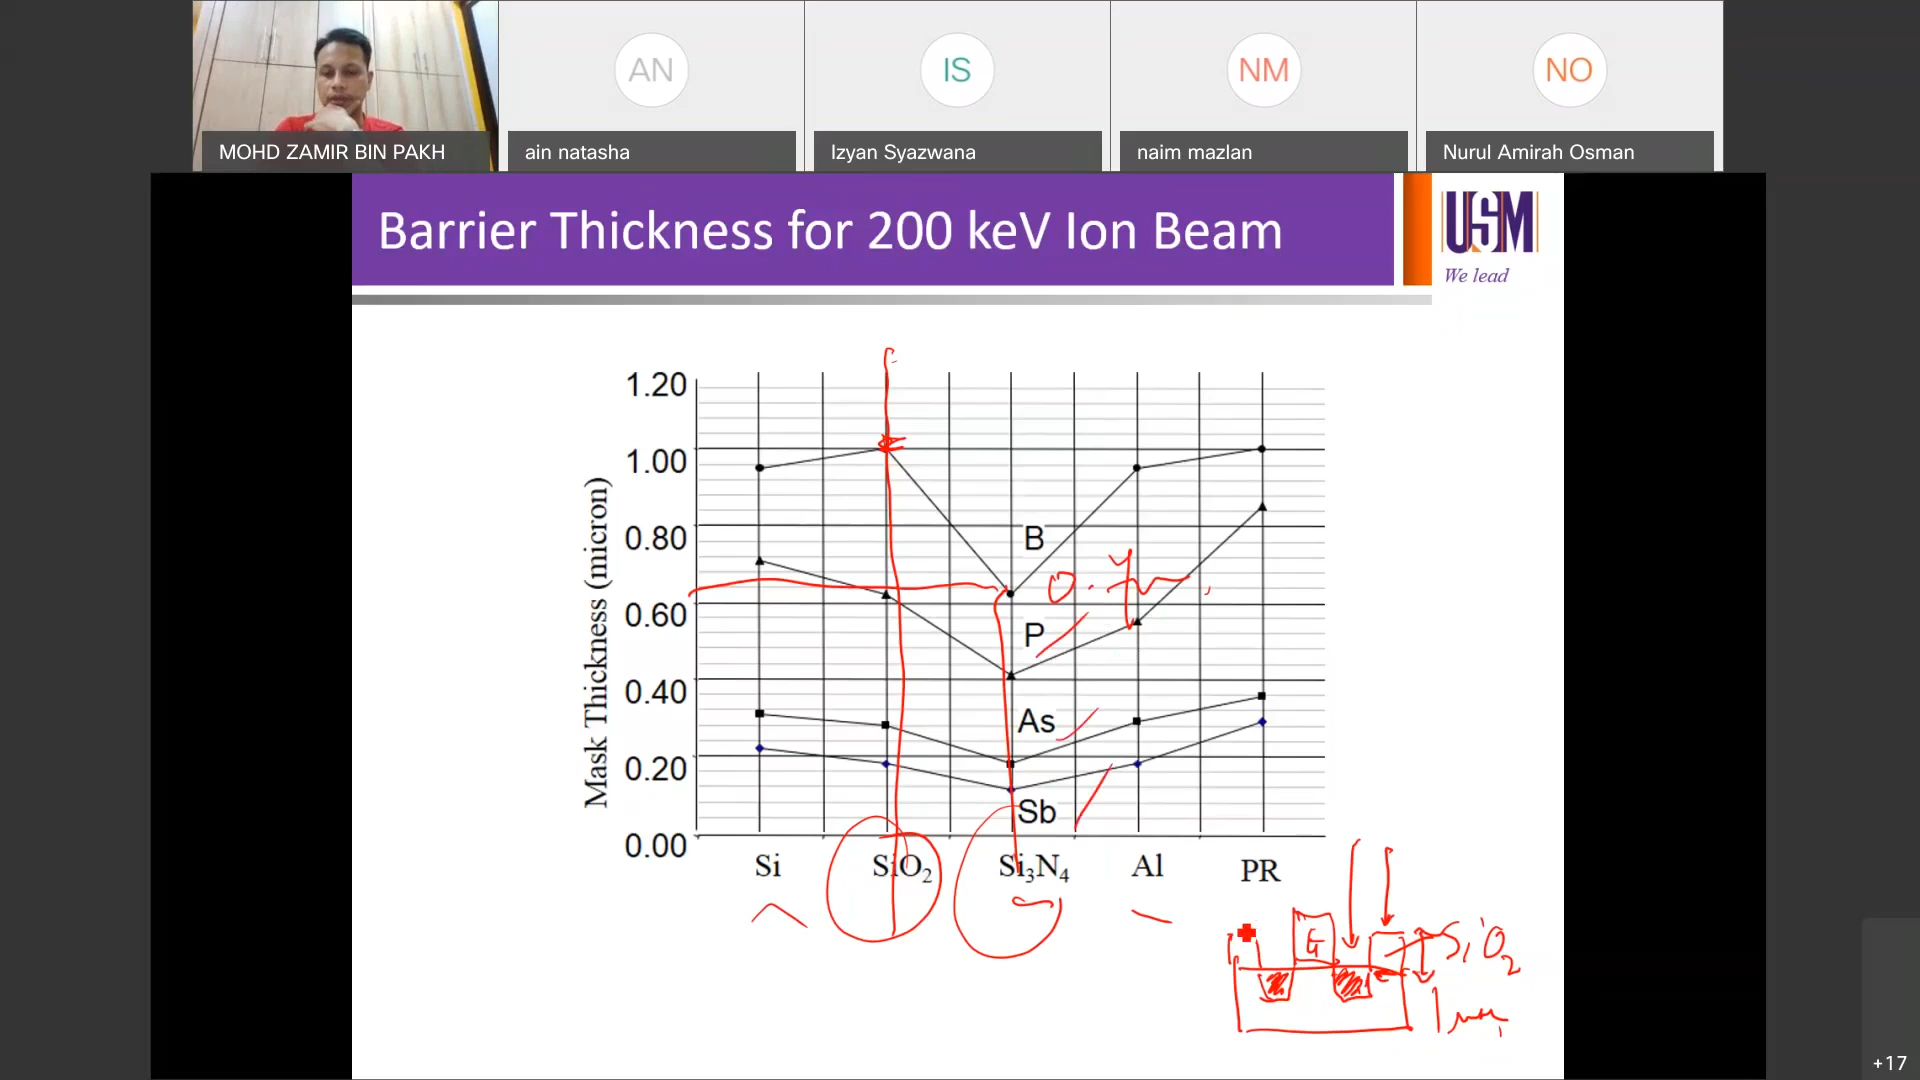 AN
IS
NM
NO
MOHD ZAMIR BIN PAKH
ain natasha
Izyan Syazwana
naim mazlan
Nurul Amirah Osman
Barrier Thickness for 200 keV Ion Beam
USM
We lead
Mask Thickness (micron)
1.20
1.00
0.80
0.60
0.40
0.20
0.00
B
P
As
Sb
Si
SiO2
Si3N4
Al
PR
G
SiO2
+17